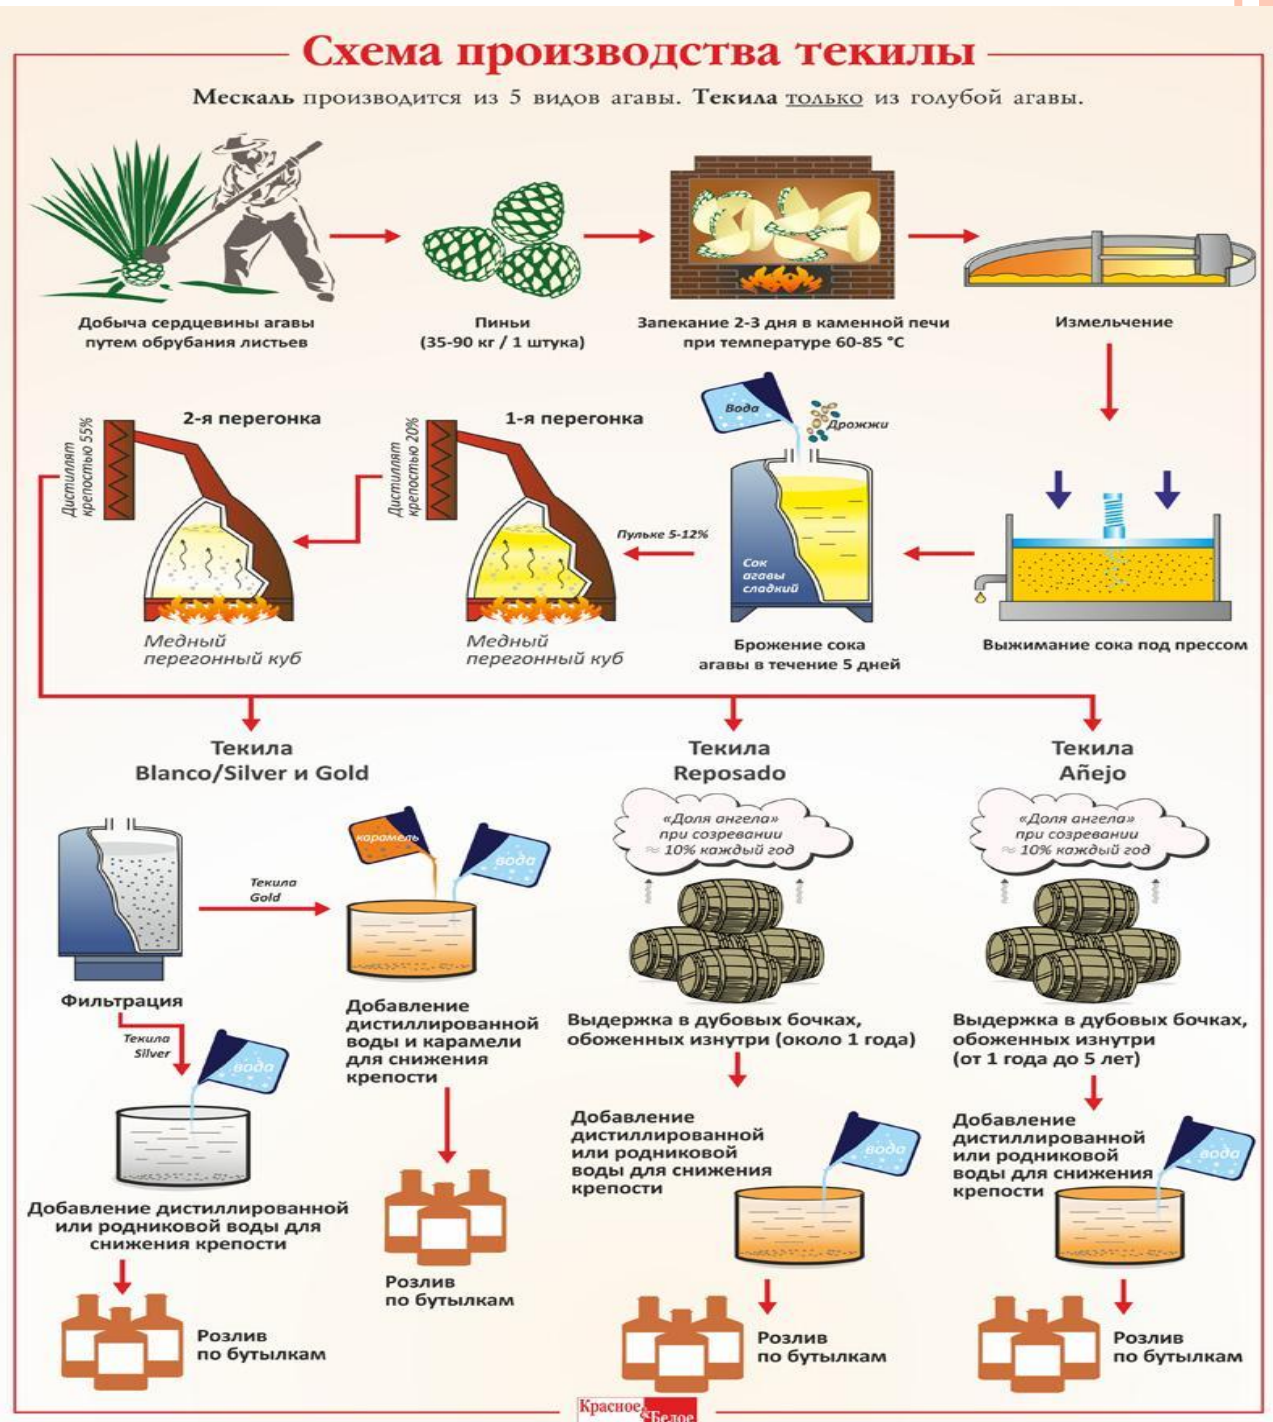 Схема производства текилы
Мескаль производится из 5 видов агавы. Текила только из голубой агавы.
Добыча сердцевины агавы
путем обрубания листьев
Пиньи
(35-90 кг / 1 штука)
Запекание 2-3 дня в каменной печи
при температуре 60-85 °C
Измельчение
2-я перегонка
Дистиллят
крепостью 55%
Медный
перегонный куб
1-я перегонка
Дистиллят
крепостью 20%
Медный
перегонный куб
Пульке 5-12%
Вода
Дрожжи
Сок
агавы
сладкий
Брожение сока
агавы в течение 5 дней
Выжимание сока под прессом
Текила
Blanco/Silver и Gold
Текила
Reposado
Текила
Añejo
Фильтрация
Текила
Gold
карамель
вода
Добавление
дистиллированной
воды и карамели
для снижения
крепости
Розлив
по бутылкам
Текила
Silver
вода
Добавление дистиллированной
или родниковой воды для
снижения крепости
Розлив
по бутылкам
«Доля ангела»
при созревании
≈ 10% каждый год
Выдержка в дубовых бочках,
обоженных изнутри (около 1 года)
Добавление
дистиллированной
или родниковой
воды для снижения
крепости
вода
Розлив
по бутылкам
«Доля ангела»
при созревании
≈ 10% каждый год
Выдержка в дубовых бочках,
обоженных изнутри
(от 1 года до 5 лет)
Добавление
дистиллированной
или родниковой
воды для снижения
крепости
вода
Розлив
по бутылкам
Красное&Белое